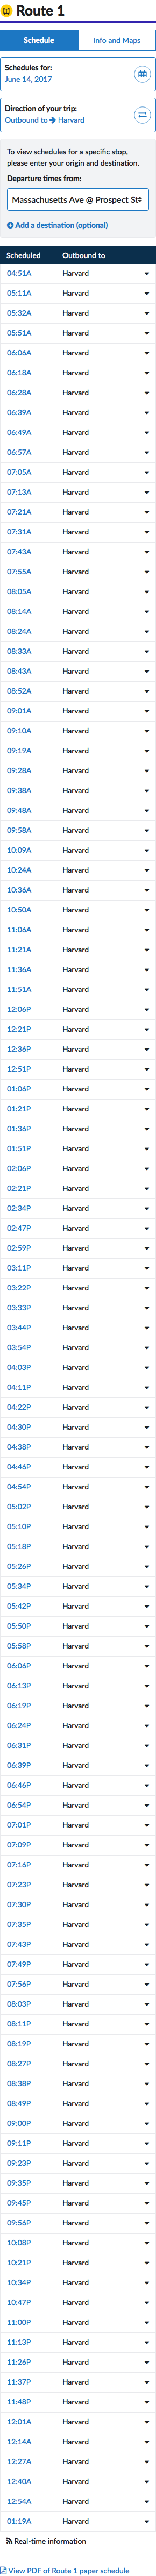 Route 1
Schedule Info and Maps
Schedules for:
June 14, 2017
Direction of your trip:
Outbound to → Harvard
To view schedules for a specific stop,
please enter your origin and destination.
Departure times from:
Massachusetts Ave @ Prospect St
Add a destination (optional)
Scheduled Outbound to
04:51A Harvard
05:11A Harvard
05:32A Harvard
05:51A Harvard
06:06A Harvard
06:18A Harvard
06:28A Harvard
06:39A Harvard
06:49A Harvard
06:57A Harvard
07:05A Harvard
07:13A Harvard
07:21A Harvard
07:31A Harvard
07:43A Harvard
07:55A Harvard
08:05A Harvard
08:14A Harvard
08:24A Harvard
08:33A Harvard
08:43A Harvard
08:52A Harvard
09:01A Harvard
09:10A Harvard
09:19A Harvard
09:28A Harvard
09:38A Harvard
09:48A Harvard
09:58A Harvard
10:09A Harvard
10:24A Harvard
10:36A Harvard
10:50A Harvard
11:06A Harvard
11:21A Harvard
11:36A Harvard
11:51A Harvard
12:06P Harvard
12:21P Harvard
12:36P Harvard
12:51P Harvard
01:06P Harvard
01:21P Harvard
01:36P Harvard
01:51P Harvard
02:06P Harvard
02:21P Harvard
02:34P Harvard
02:47P Harvard
02:59P Harvard
03:11P Harvard
03:22P Harvard
03:33P Harvard
03:44P Harvard
03:54P Harvard
04:03P Harvard
04:11P Harvard
04:22P Harvard
04:30P Harvard
04:38P Harvard
04:46P Harvard
04:54P Harvard
05:02P Harvard
05:10P Harvard
05:18P Harvard
05:26P Harvard
05:34P Harvard
05:42P Harvard
05:50P Harvard
05:58P Harvard
06:06P Harvard
06:13P Harvard
06:19P Harvard
06:24P Harvard
06:31P Harvard
06:39P Harvard
06:46P Harvard
06:54P Harvard
07:01P Harvard
07:09P Harvard
07:16P Harvard
07:23P Harvard
07:30P Harvard
07:35P Harvard
07:43P Harvard
07:49P Harvard
07:56P Harvard
08:03P Harvard
08:11P Harvard
08:19P Harvard
08:27P Harvard
08:38P Harvard
08:49P Harvard
09:00P Harvard
09:11P Harvard
09:23P Harvard
09:35P Harvard
09:45P Harvard
09:56P Harvard
10:08P Harvard
10:21P Harvard
10:34P Harvard
10:47P Harvard
11:00P Harvard
11:13P Harvard
11:26P Harvard
11:37P Harvard
11:48P Harvard
12:01A Harvard
12:14A Harvard
12:27A Harvard
12:40A Harvard
12:54A Harvard
01:19A Harvard
Real-time information
View PDF of Route 1 paper schedule